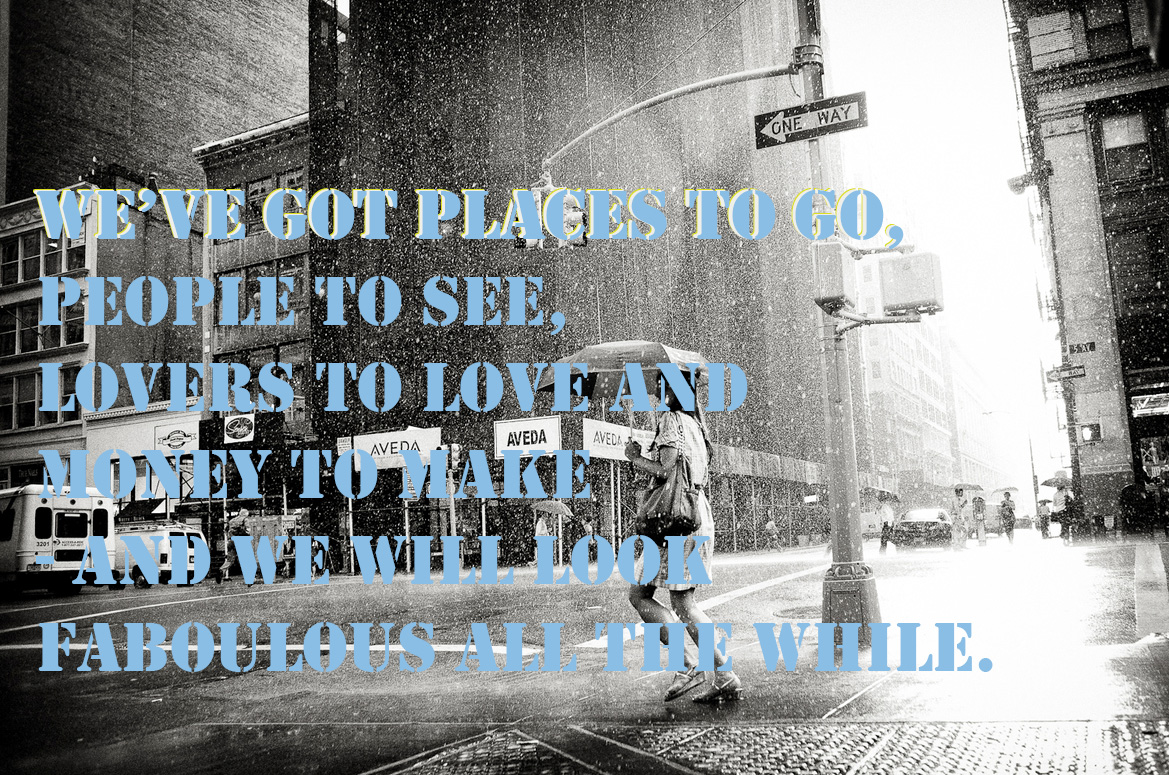 ONE WAY
WE'VE GOT PLACES TO GO,
PEOPLE TO SEE,
LOVERS TO LOVE AND
MONEY TO MAKE
AND WE WILL LOOK
FABOULOUS ALL THE WHILE.
AVEDA
AVEDA
AVEDA
3201